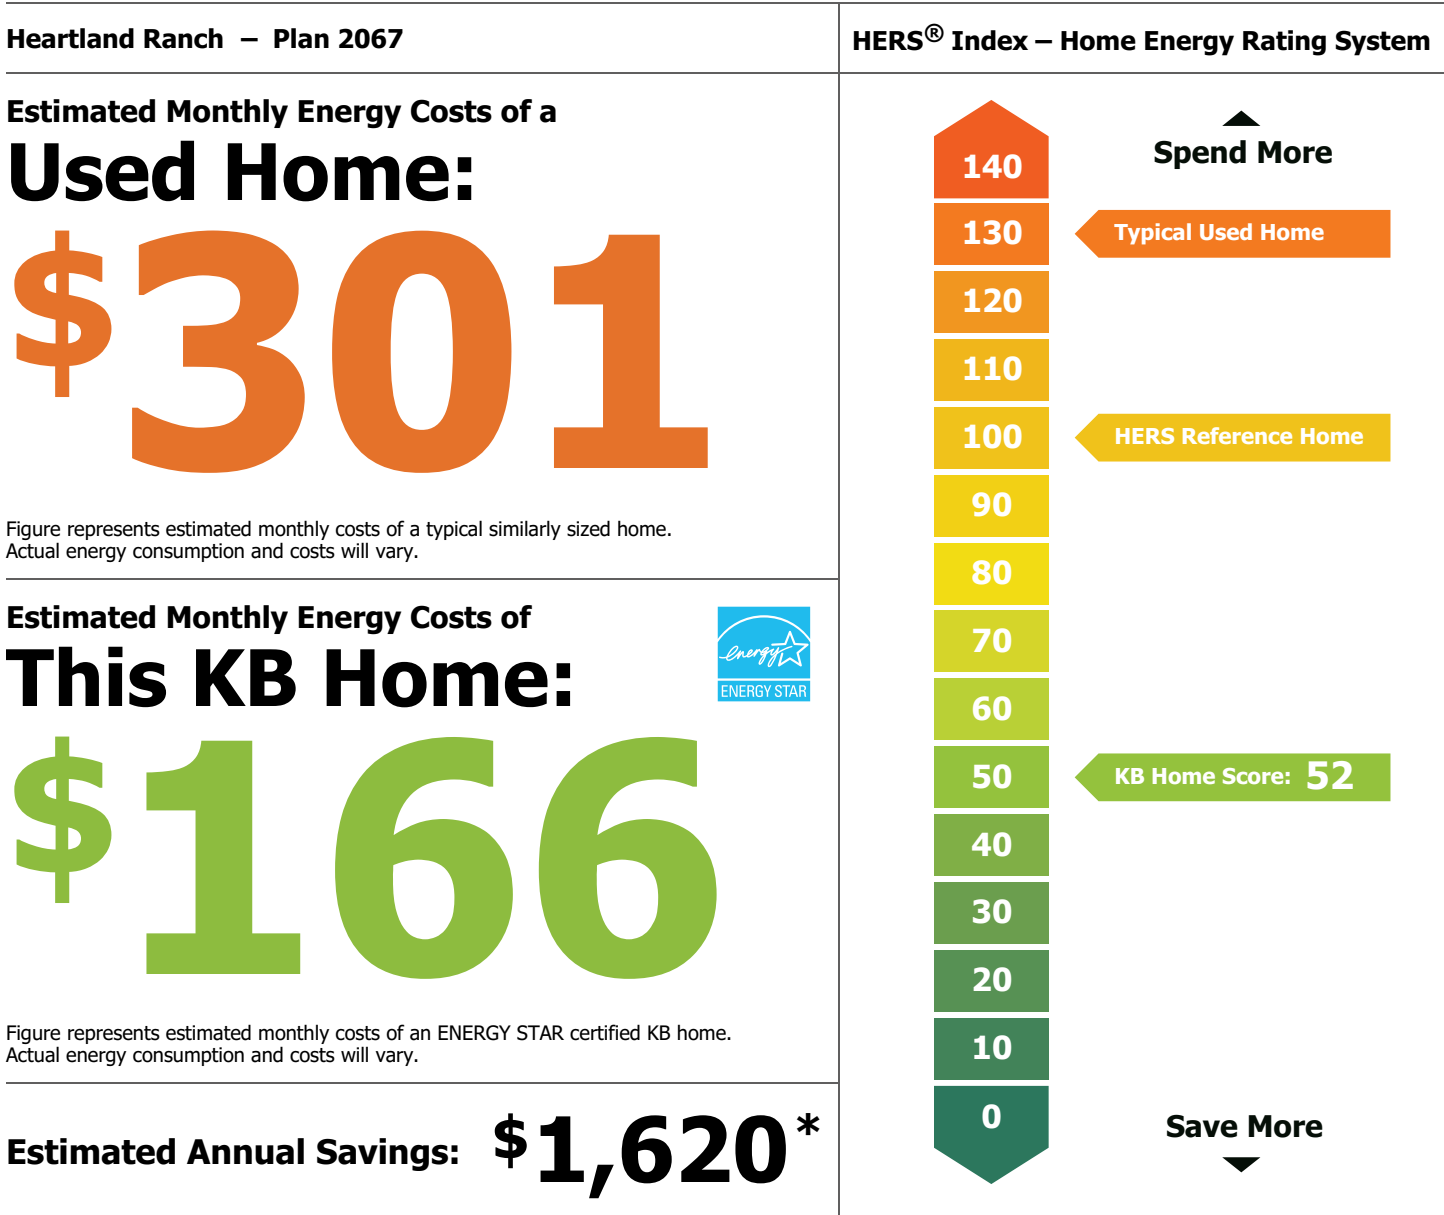 Heartland Ranch – Plan 2067
Estimated Monthly Energy Costs of a
Used Home:
$301
Figure represents estimated monthly costs of a typical similarly sized home.
Actual energy consumption and costs will vary.
Estimated Monthly Energy Costs of
This KB Home:
energy
ENERGY STAR
$166
Figure represents estimated monthly costs of an ENERGY STAR certified KB home.
Actual energy consumption and costs will vary.
Estimated Annual Savings: $1,620*
HERS® Index – Home Energy Rating System
Spend More
140
130 Typical Used Home
120
110
100 HERS Reference Home
90
80
70
60
50 KB Home Score: 52
40
30
20
10
0
Save More